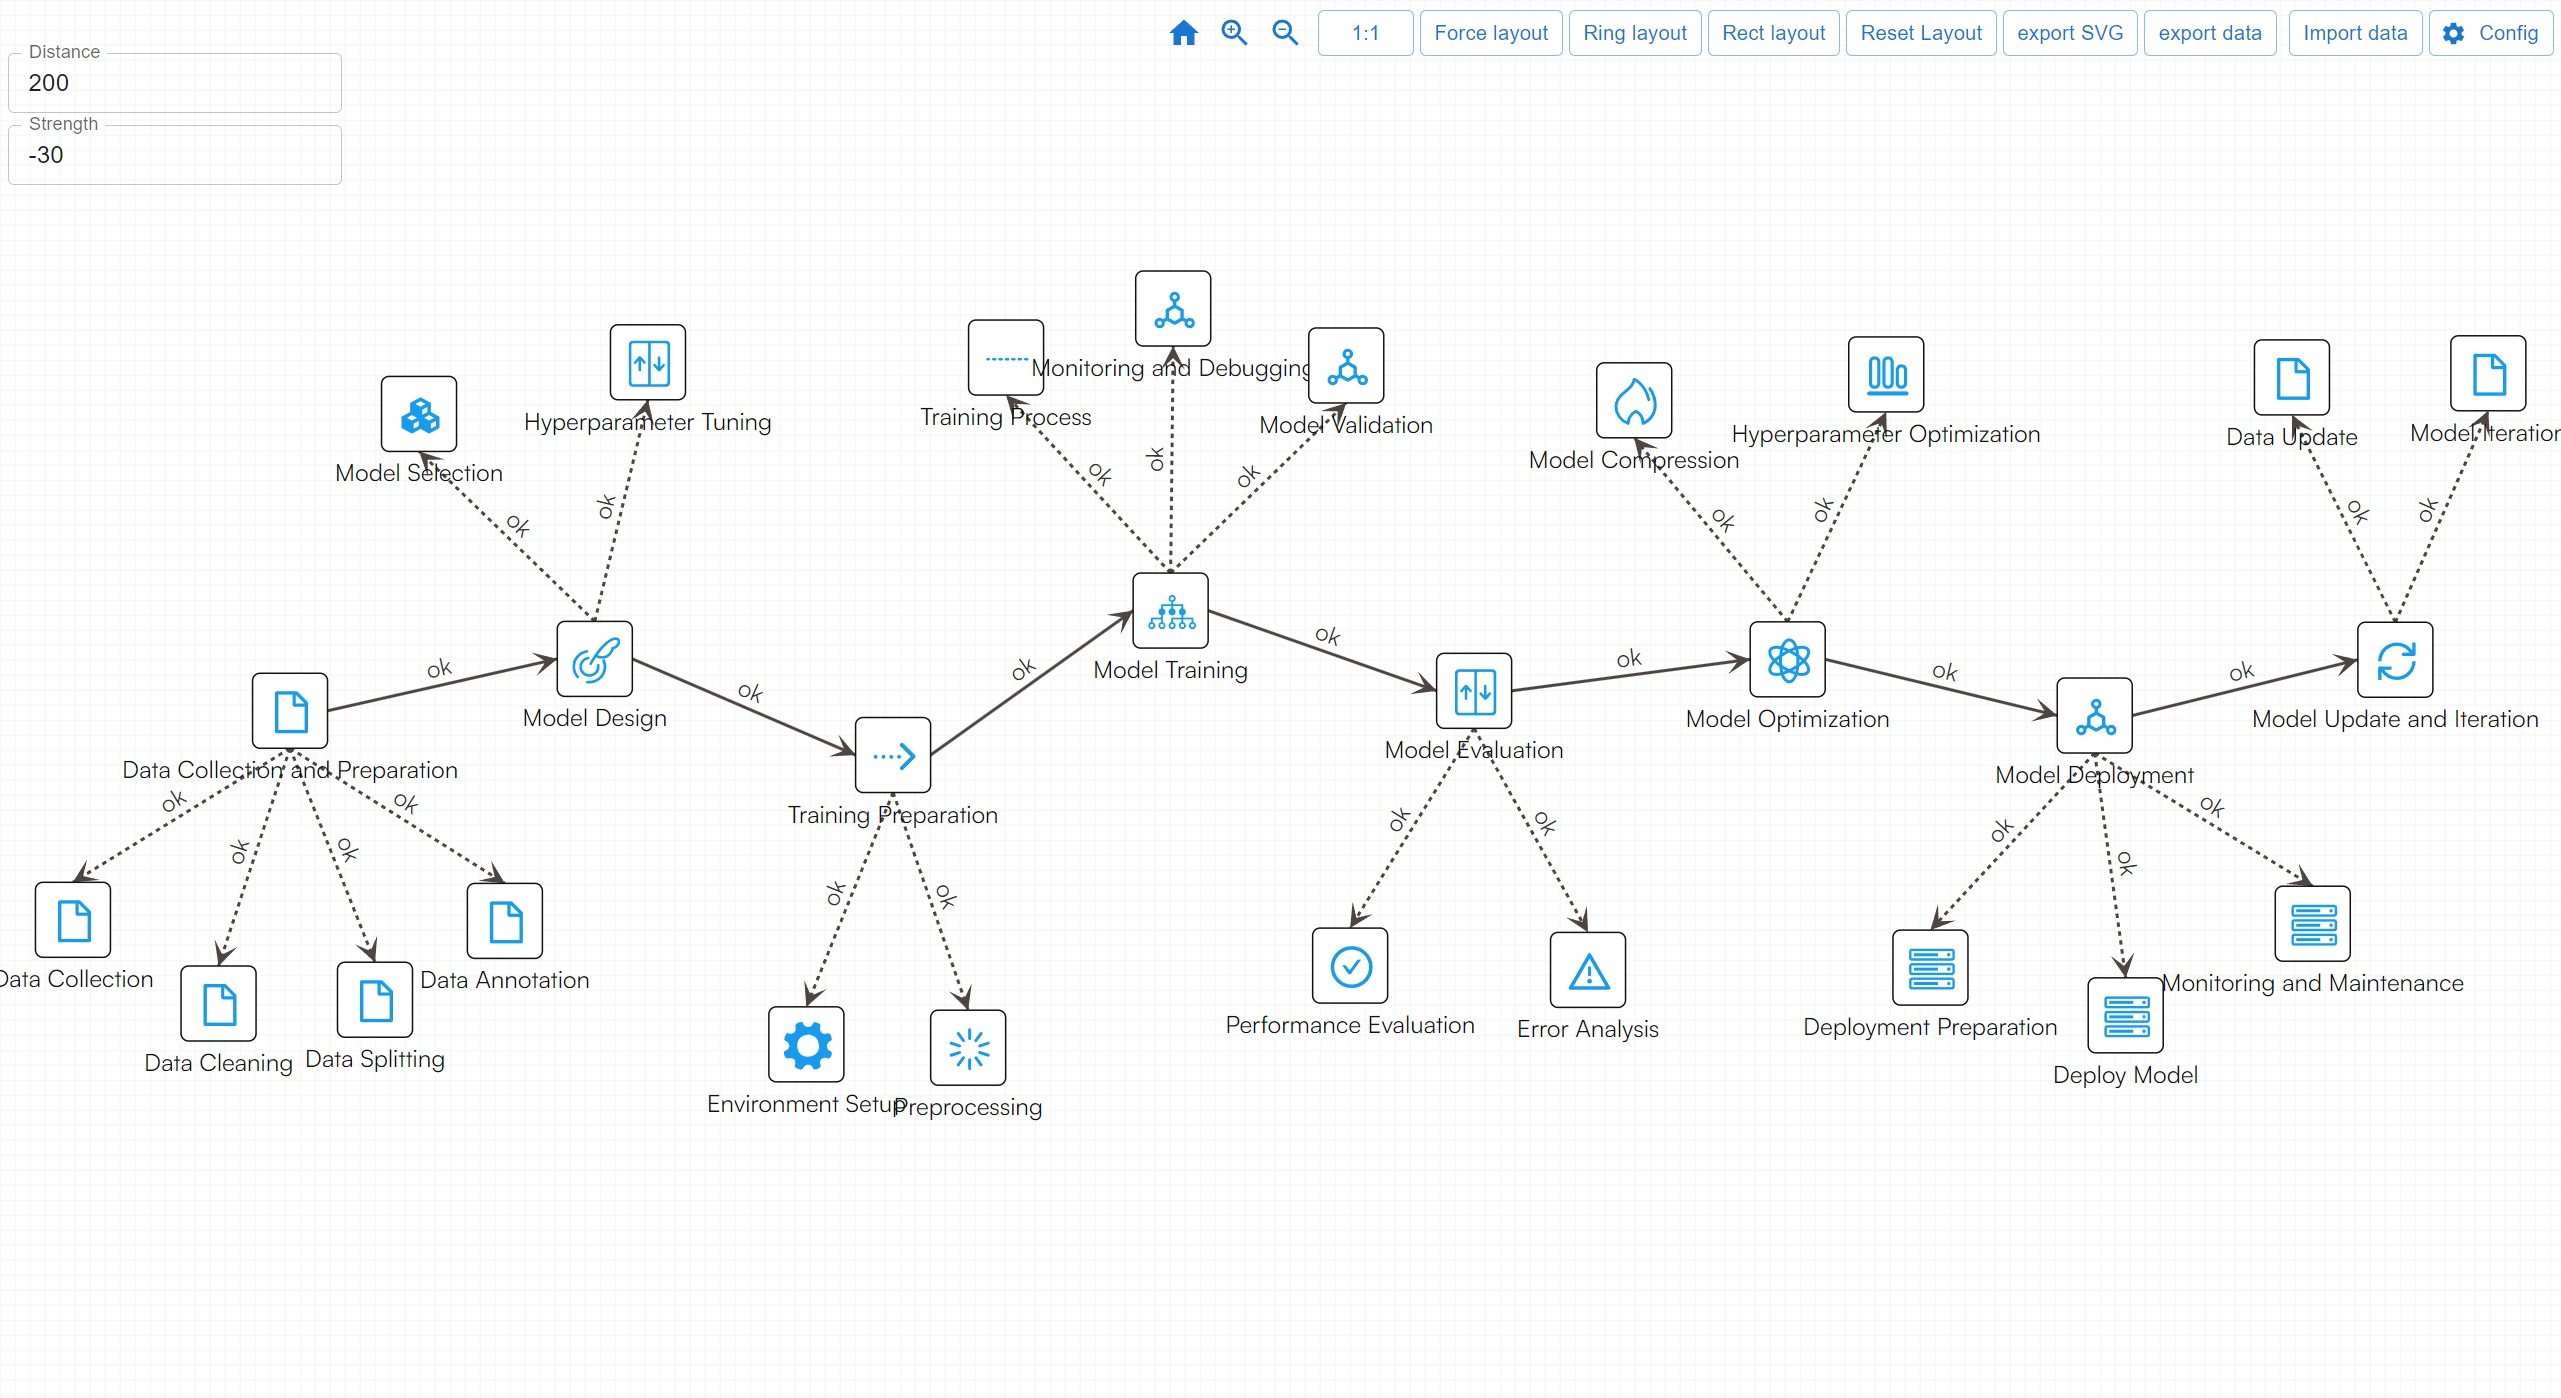 Distance
200
Strength
-30
1:1
Force layout
Ring layout
Rect layout
Reset Layout
export SVG
export data
Import data
Config
Monitoring and Debugging
Training Process
Model Validation
Hyperparameter Tuning
Model Selection
Hyperparameter Optimization
Model Compression
Data Update
Model Iteration
ok
ok
ok
ok
ok
ok
ok
ok
ok
Model Training
Model Design
Model Optimization
Model Update and Iteration
ok
ok
ok
ok
ok
ok
ok
Data Collection and Preparation
Training Preparation
Model Evaluation
Model Deployment
ok
ok
ok
ok
ok
ok
ok
ok
ok
ok
ok
Data Collection
Data Cleaning
Data Splitting
Data Annotation
Environment Setup
Preprocessing
Performance Evaluation
Error Analysis
Deployment Preparation
Deploy Model
Monitoring and Maintenance